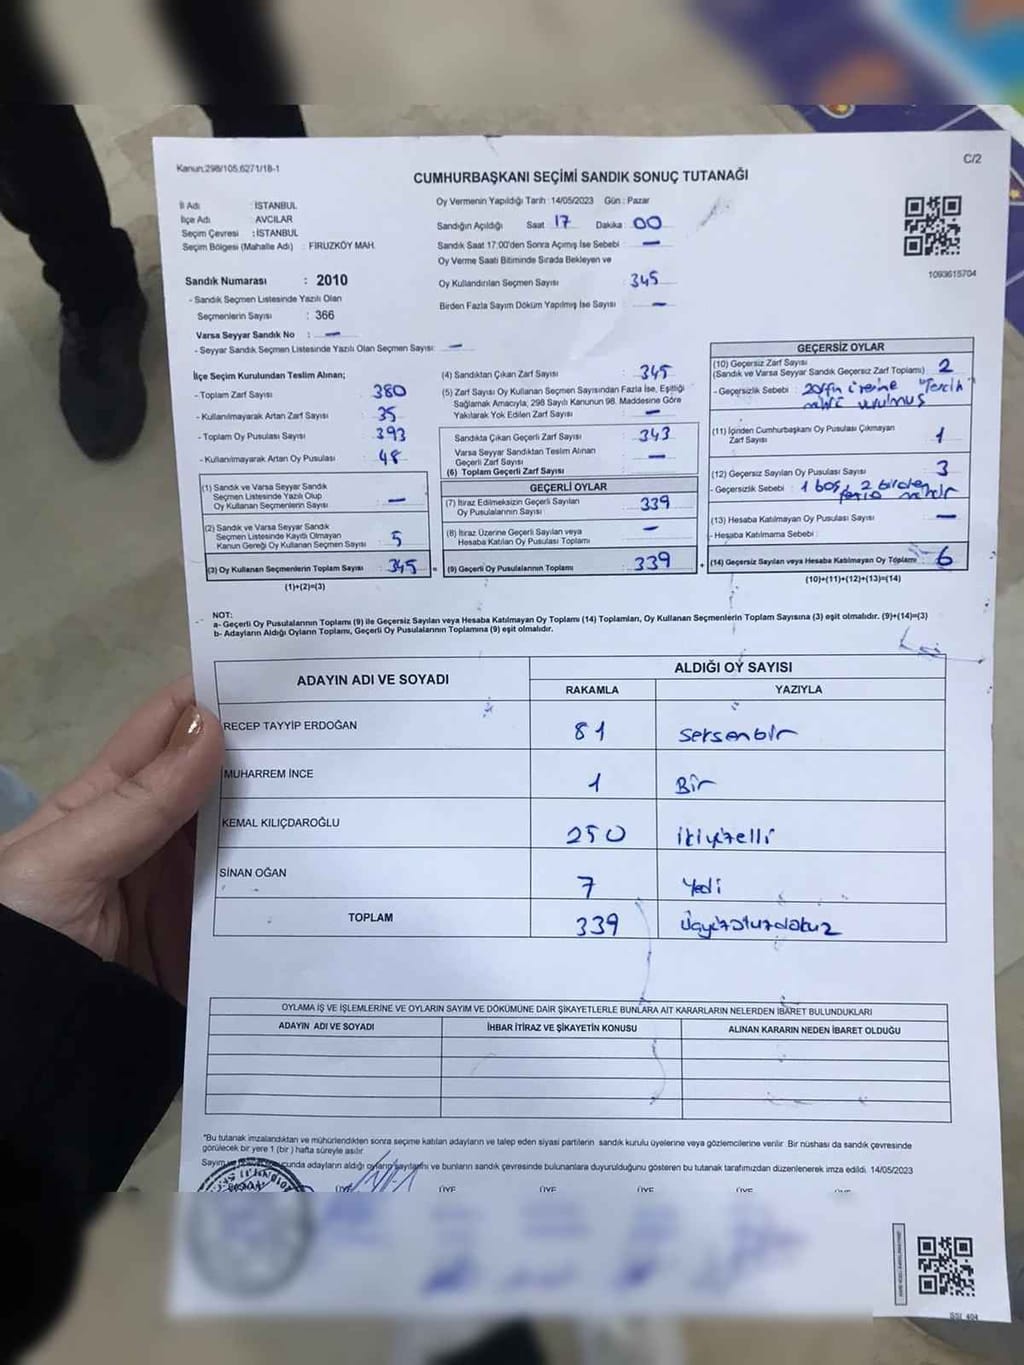 Kanun:298/105,6271/18-1
C/2
CUMHURBAŞKANI SEÇİMİ SANDIK SONUÇ TUTANAĞI
İl Adı : İSTANBUL
İlçe Adı : AVCILAR
Seçim Çevresi : İSTANBUL
Seçim Bölgesi (Mahalle Adı) : FİRUZKÖY MAH.
Sandık Numarası : 2010
- Sandık Seçmen Listesinde Yazılı Olan
Seçmenlerin Sayısı : 366
Varsa Seyyar Sandık No : —
- Seyyar Sandık Seçmen Listesinde Yazılı Olan Seçmen Sayısı: —
Oy Vermenin Yapıldığı Tarih : 14/05/2023 Gün : Pazar
Sandığın Açıldığı Saat 17 Dakika 00
Sandık Saat 17:00'den Sonra Açımış İse Sebebi —
Oy Verme Saati Bitiminde Sırada Bekleyen ve
Oy Kullandırılan Seçmen Sayısı : 345
Birden Fazla Sayım Döküm Yapılmış İse Sayısı : —
1093615704
İlçe Seçim Kurulundan Teslim Alınan;
- Toplam Zarf Sayısı : 380
- Kullanılmayarak Artan Zarf Sayısı : 35
- Toplam Oy Pusulası Sayısı : 393
- Kullanılmayarak Artan Oy Pusulası : 48
(1) Sandık ve Varsa Seyyar Sandık
Seçmen Listesinde Yazılı Olup
Oy Kullanan Seçmenlerin Sayısı : —
(2) Sandık ve Varsa Seyyar Sandık
Seçmen Listesinde Kayıtlı Olmayan
Kanun Gereği Oy Kullanan Seçmen Sayısı : 5
(3) Oy Kullanan Seçmenlerin Toplam Sayısı : 345
(1)+(2)=(3)
(4) Sandıktan Çıkan Zarf Sayısı : 345
(5) Zarf Sayısı Oy Kullanan Seçmen Sayısından Fazla İse, Eşitliği
Sağlamak Amacıyla, 298 Sayılı Kanunun 98. Maddesine Göre
Yakılarak Yok Edilen Zarf Sayısı : —
Sandıkta Çıkan Geçerli Zarf Sayısı : 343
Varsa Seyyar Sandıktan Teslim Alınan
Geçerli Zarf Sayısı : —
(6) Toplam Geçerli Zarf Sayısı
GEÇERLİ OYLAR
(7) İtiraz Edilmeksizin Geçerli Sayılan
Oy Pusulalarının Sayısı : 339
(8) İtiraz Üzerine Geçerli Sayılan veya
Hesaba Katılan Oy Pusulası Toplamı : —
= (9) Geçerli Oy Pusulalarının Toplamı : 339
GEÇERSİZ OYLAR
(10) Geçersiz Zarf Sayısı
(Sandık ve Varsa Seyyar Sandık Geçersiz Zarf Toplamı) : 2
- Geçersizlik Sebebi : 2 zarfın üzerine "Tercih"
mührü vurulmuş
(11) İçinden Cumhurbaşkanı Oy Pusulası Çıkmayan
Zarf Sayısı : 1
(12) Geçersiz Sayılan Oy Pusulası Sayısı : 3
- Geçersizlik Sebebi : 1 boş, 2 birden
fazla mühür
(13) Hesaba Katılmayan Oy Pusulası Sayısı : —
- Hesaba Katılmama Sebebi :
+ (14) Geçersiz Sayılan veya Hesaba Katılmayan Oy Toplamı : 6
(10)+(11)+(12)+(13)=(14)
NOT:
a- Geçerli Oy Pusulalarının Toplamı (9) ile Geçersiz Sayılan veya Hesaba Katılmayan Oy Toplamı (14) Toplamları, Oy Kullanan Seçmenlerin Toplam Sayısına (3) eşit olmalıdır. (9)+(14)=(3)
b- Adayların Aldığı Oyların Toplamı, Geçerli Oy Pusulalarının Toplamına (9) eşit olmalıdır.
ADAYIN ADI VE SOYADI ALDIĞI OY SAYISI
RAKAMLA YAZIYLA
RECEP TAYYİP ERDOĞAN 81 Seksenbir
MUHARREM İNCE 1 Bir
KEMAL KILIÇDAROĞLU 250 İkiyüzelli
SİNAN OĞAN 7 Yedi
TOPLAM 339 Üçyüzotuzdokuz
OYLAMA İŞ VE İŞLEMLERİNE VE OYLARIN SAYIM VE DÖKÜMÜNE DAİR ŞİKAYETLERLE BUNLARA AİT KARARLARIN NELERDEN İBARET BULUNDUKLARI
ADAYIN ADI VE SOYADI İHBAR İTİRAZ VE ŞİKAYETİN KONUSU ALINAN KARARIN NEDEN İBARET OLDUĞU
"Bu tutanak imzalandıktan ve mühürlendikten sonra seçime katılan adayların ve talep eden siyasi partilerin sandık kurulu üyelerine veya gözlemcilerine verilir. Bir nüshası da sandık çevresinde
görülecek bir yere 1 (bir) hafta süreyle asılır.
Sayım adayların aldığı oyların sayılarını ve bunların sandık çevresinde bulunanlara duyurulduğunu gösteren bu tutanak tarafımızdan düzenlenerek imza edildi. 14/05/2023
ÜYE ÜYE ÜYE ÜYE ÜYE
SSİ_404